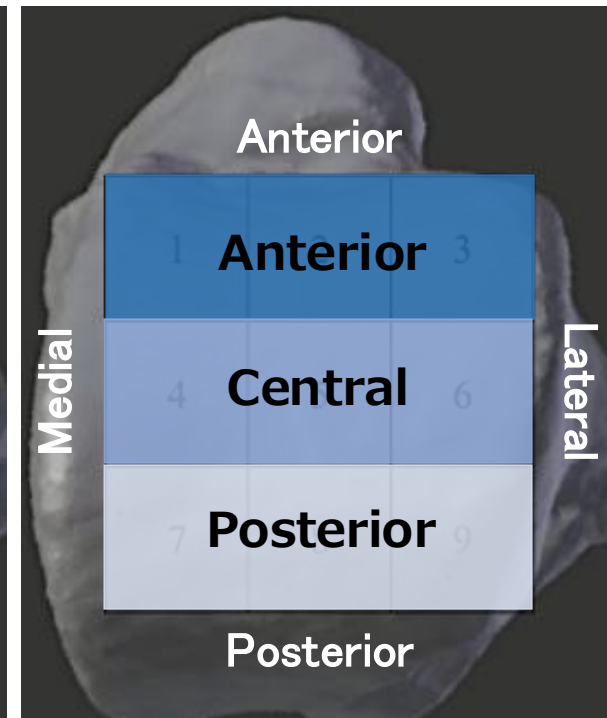 Anterior
1 Anterior 3
Medial
4 Central 6
Lateral
7 Posterior 9
Posterior